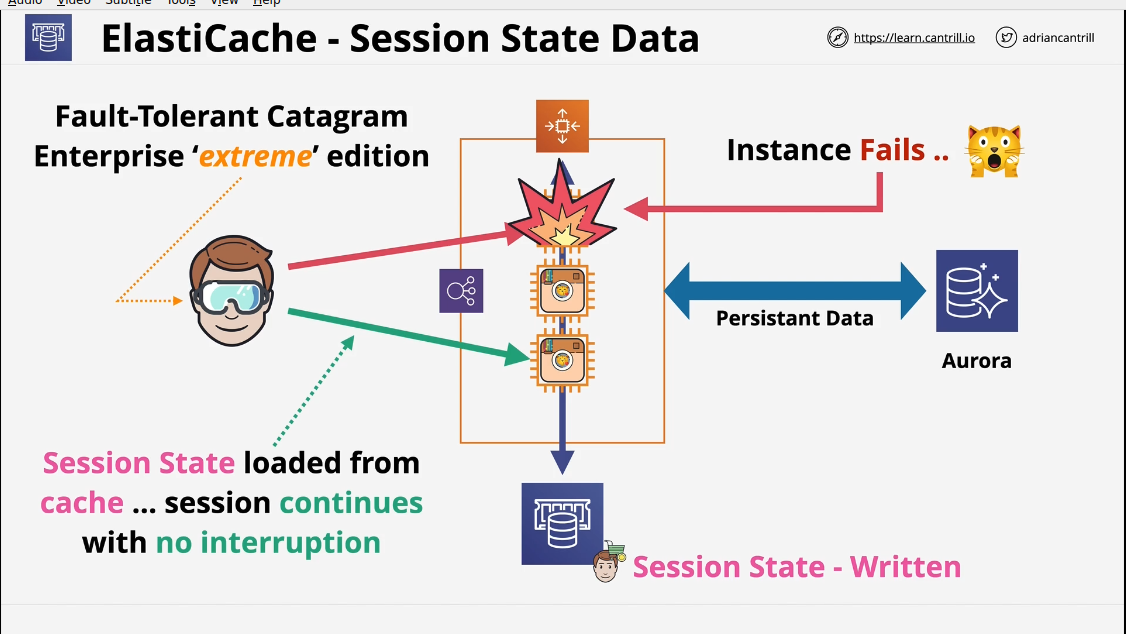 Audio Video Subtitle Tools View Help
ElastiCache - Session State Data
https://learn.cantrill.io
adriancantrill
Fault-Tolerant Catagram
Enterprise ‘extreme’ edition
Instance Fails ..
Persistant Data
Aurora
Session State loaded from
cache ... session continues
with no interruption
Session State - Written